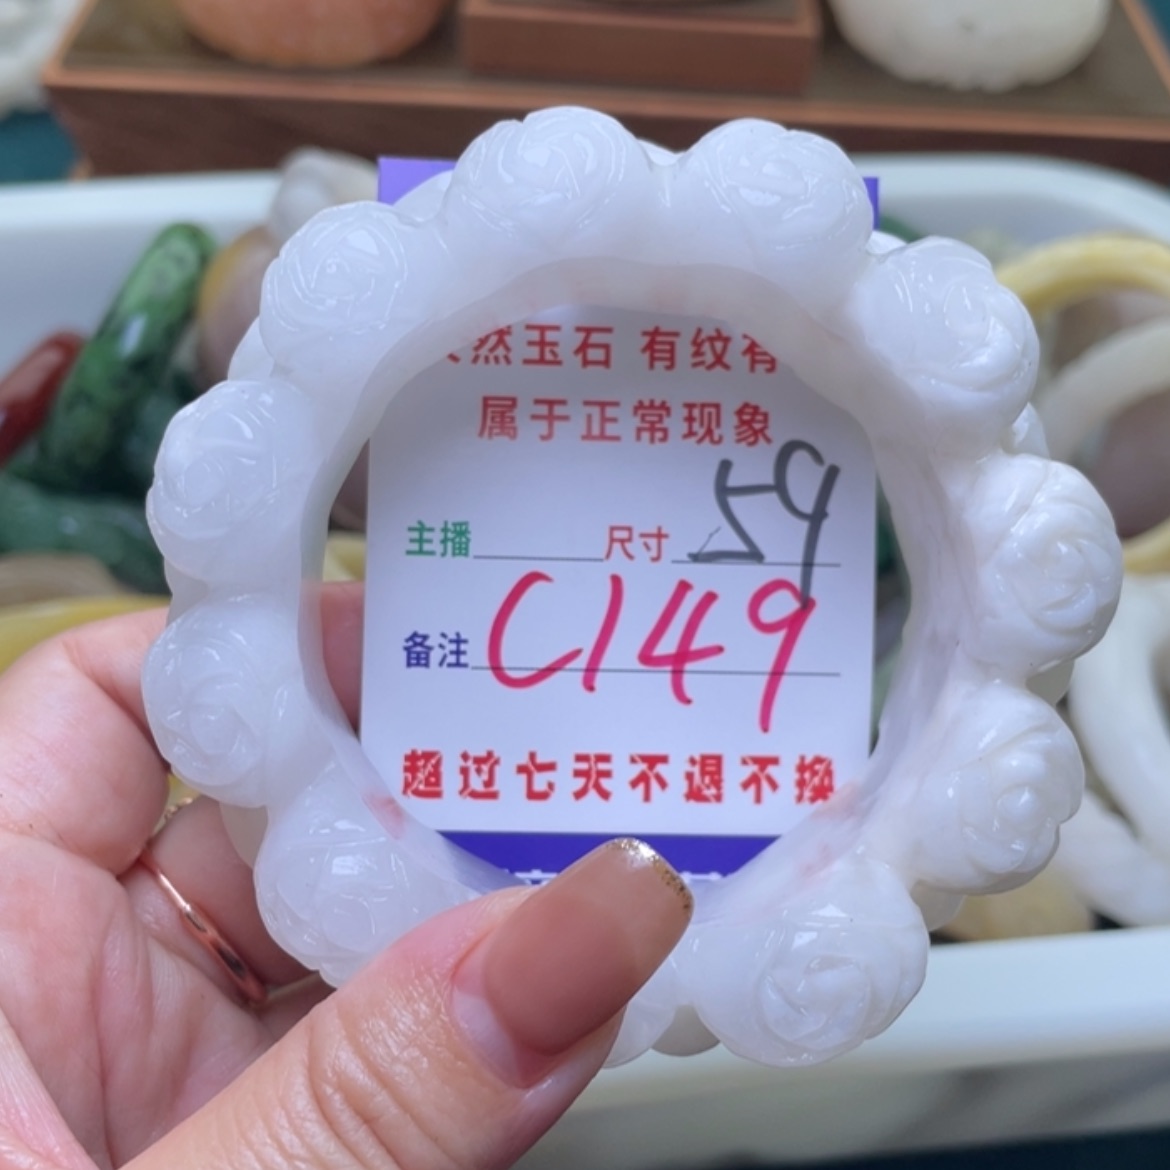 然玉石 有纹有
属于正常现象
主播 尺寸 59
备注 C149
超过七天不退不换